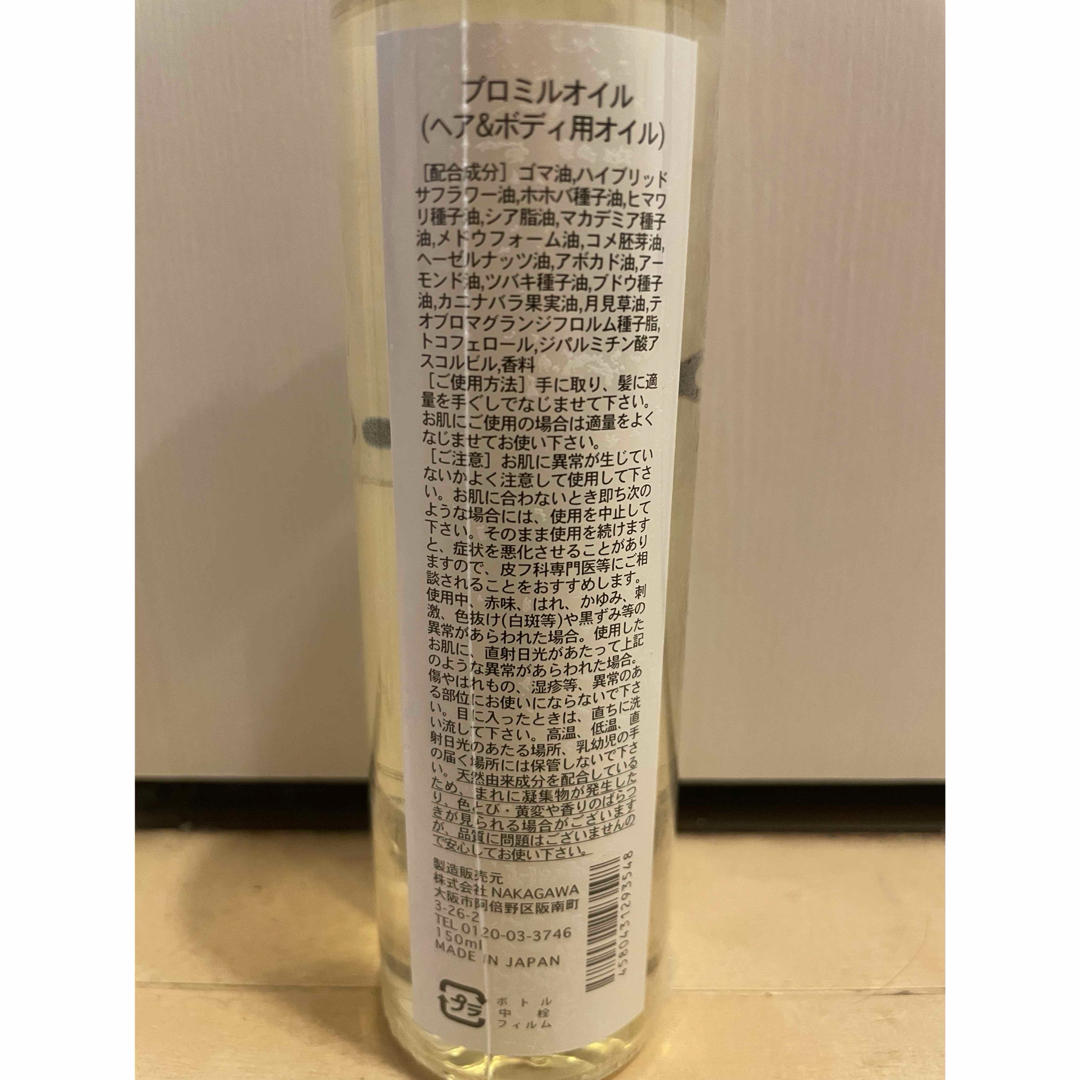 プロミルオイル
(ヘア&ボディ用オイル)
［配合成分］ゴマ油,ハイブリッド
サフラワー油,ホホバ種子油,ヒマワ
リ種子油,シア脂油,マカデミア種子
油,メドウフォーム油,コメ胚芽油,
ヘーゼルナッツ油,アボカド油,アー
モンド油,ツバキ種子油,ブドウ種子
油,カニナバラ果実油,月見草油,テ
オブロマグランジフロルム種子脂,
トコフェロール,ジパルミチン酸ア
スコルビル,香料
［ご使用方法］手に取り、髪に適
量を手ぐしでなじませて下さい。
お肌にご使用の場合は適量をよく
なじませてお使い下さい。
［ご注意］お肌に異常が生じてい
ないかよく注意して使用して下さ
い。お肌に合わないとき即ち次の
ような場合には、使用を中止して
下さい。そのまま使用を続けます
と、症状を悪化させることがあり
ますので、皮フ科専門医等にご相
談されることをおすすめします。
使用中、赤味、はれ、かゆみ、刺
激、色抜け(白斑等)や黒ずみ等の
異常があらわれた場合。使用した
お肌に、直射日光があたって上記
のような異常があらわれた場合。
傷やはれもの、湿疹等、異常のあ
る部位にお使いにならないで下さ
い。目に入ったときは、直ちに洗
い流して下さい。高温、低温、直
射日光のあたる場所、乳幼児の手
の届く場所には保管しないで下さ
い。天然由来成分を配合している
ため、まれに凝集物が発生した
り、色とび・黄変や香りのばらつ
きが見られる場合がございます
が、品質に問題はございませんの
で安心してお使い下さい。
製造販売元
株式会社 NAKAGAWA
大阪市阿倍野区阪南町
3-26-2
TEL 0120-03-3746
150ml
MADE IN JAPAN
4580431293548
プラ
ボトル
中栓
フィルム